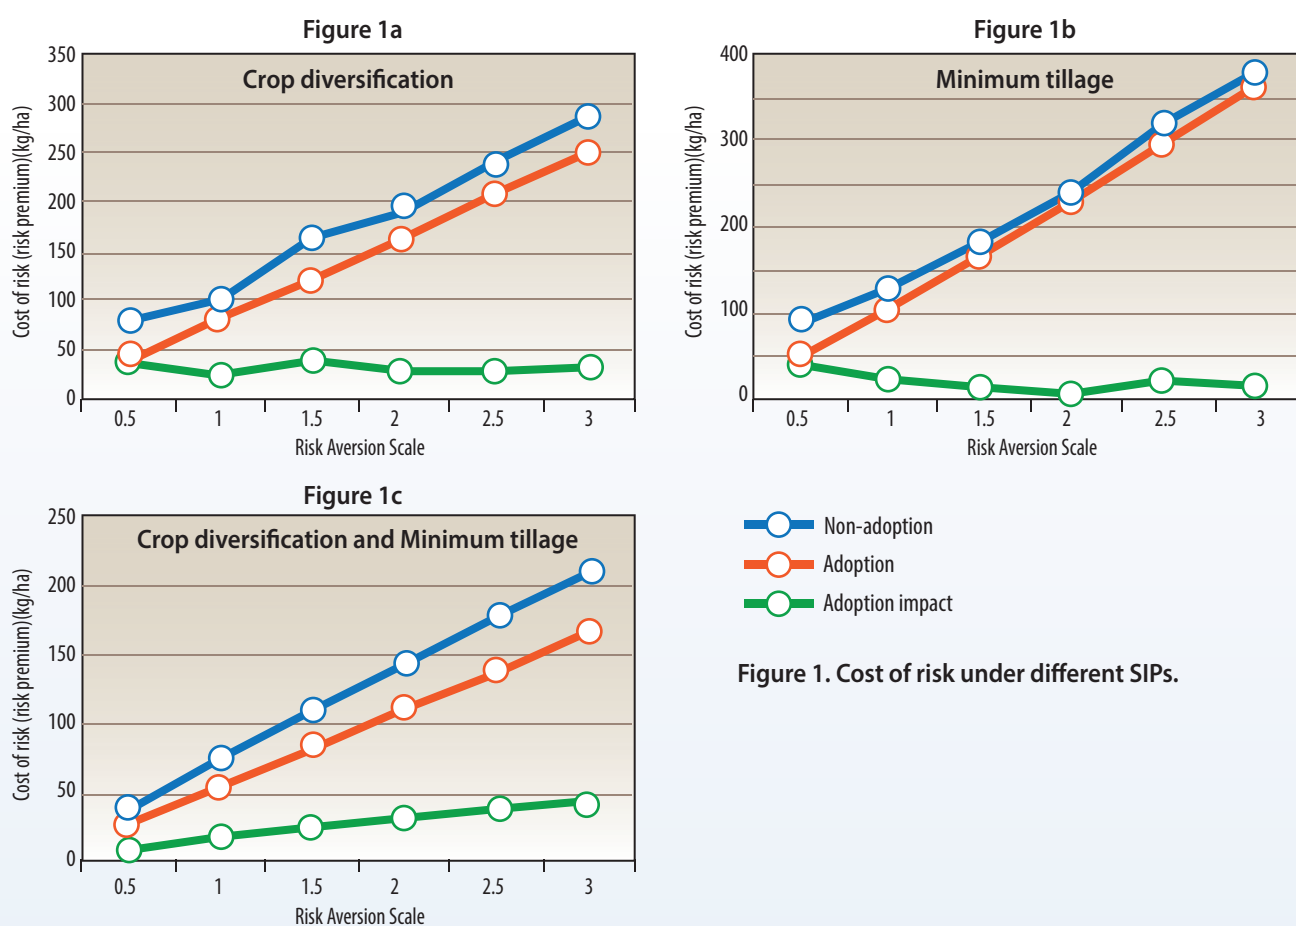 Figure 1a
Crop diversification
Cost of risk (risk premium)(kg/ha)
350
300
250
200
150
100
50
0
0.5 1 1.5 2 2.5 3
Risk Aversion Scale
Figure 1b
Minimum tillage
Cost of risk (risk premium)(kg/ha)
400
300
200
100
0
0.5 1 1.5 2 2.5 3
Risk Aversion Scale
Figure 1c
Crop diversification and Minimum tillage
Cost of risk (risk premium)(kg/ha)
250
200
150
100
50
0
0.5 1 1.5 2 2.5 3
Risk Aversion Scale
Non-adoption
Adoption
Adoption impact
Figure 1. Cost of risk under different SIPs.